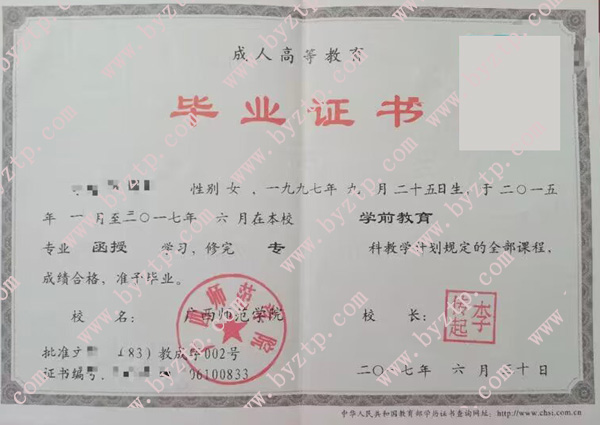 成人高等教育
毕业证书
性别 女 ，一九九七年 九 月 二十五日生，于 二〇一五
年 一 月至二〇一七年 六 月在本校 学前教育
专业 函授 学习，修完 专 科教学计划规定的全部课程，
成绩合格，准予毕业。
校 名： 广西师范学院 校 长：
批准文 (83) 教成字002号
证书编号 06100833 二〇一七年 六 月 三十日
中华人民共和国教育部学历证书查询网址：http://www.chsi.com.cn
www.byztp.com